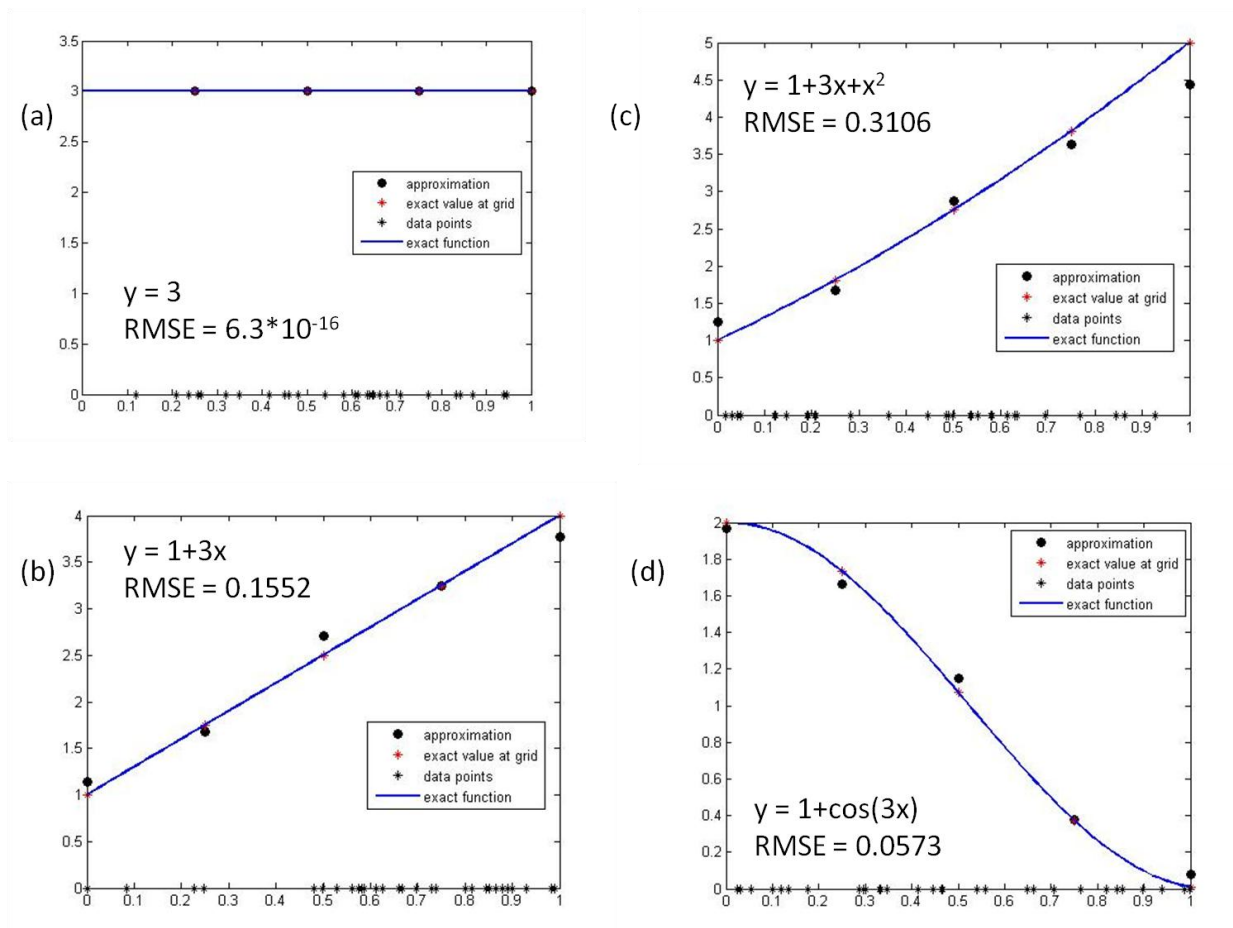 (a)
3.5
3
2.5
2
1.5
1
0.5
0
approximation
exact value at grid
data points
exact function
y = 3
RMSE = 6.3*10⁻¹⁶
0 0.1 0.2 0.3 0.4 0.5 0.6 0.7 0.8 0.9 1
(c)
5
4.5
4
3.5
3
2.5
2
1.5
1
0.5
0
y = 1+3x+x²
RMSE = 0.3106
approximation
exact value at grid
data points
exact function
0 0.1 0.2 0.3 0.4 0.5 0.6 0.7 0.8 0.9 1
(b)
4
3.5
3
2.5
2
1.5
1
0.5
0
y = 1+3x
RMSE = 0.1552
approximation
exact value at grid
data points
exact function
0 0.1 0.2 0.3 0.4 0.5 0.6 0.7 0.8 0.9 1
(d)
2
1.8
1.6
1.4
1.2
1
0.8
0.6
0.4
0.2
0
approximation
exact value at grid
data points
exact function
y = 1+cos(3x)
RMSE = 0.0573
0 0.1 0.2 0.3 0.4 0.5 0.6 0.7 0.8 0.9 1